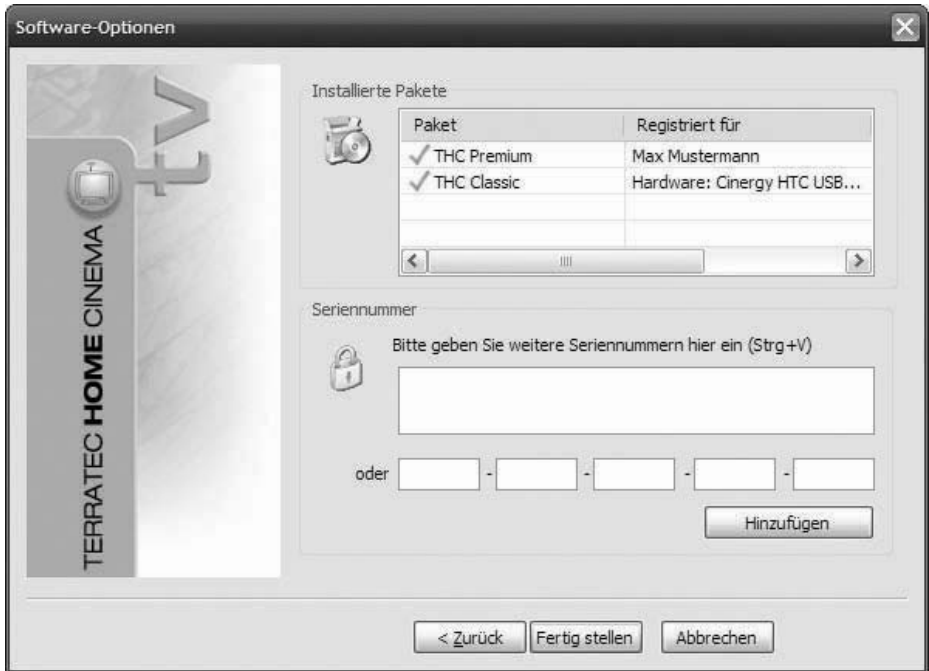 Software-Optionen
tv
TERRATEC HOME CINEMA
Installierte Pakete
Paket Registriert für
THC Premium Max Mustermann
THC Classic Hardware: Cinergy HTC USB...
Seriennummer
Bitte geben Sie weitere Seriennummern hier ein (Strg+V)
oder - - - -
Hinzufügen
< Zurück Fertig stellen Abbrechen